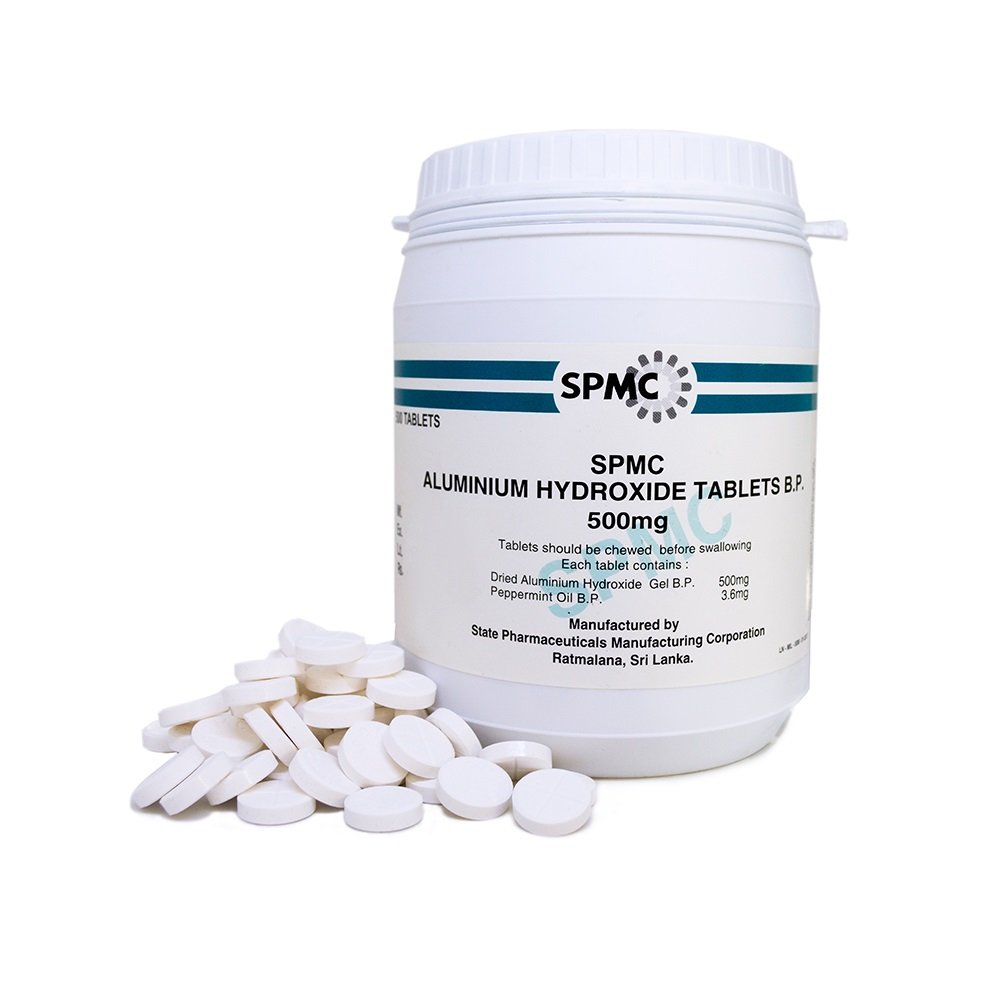 SPMC
500 TABLETS
SPMC
ALUMINIUM HYDROXIDE TABLETS B.P.
500mg
SPMC
Tablets should be chewed before swallowing
Each tablet contains :
Dried Aluminium Hydroxide Gel B.P. 500mg
Peppermint Oil B.P. 3.6mg
Manufactured by
State Pharmaceuticals Manufacturing Corporation
Ratmalana, Sri Lanka.